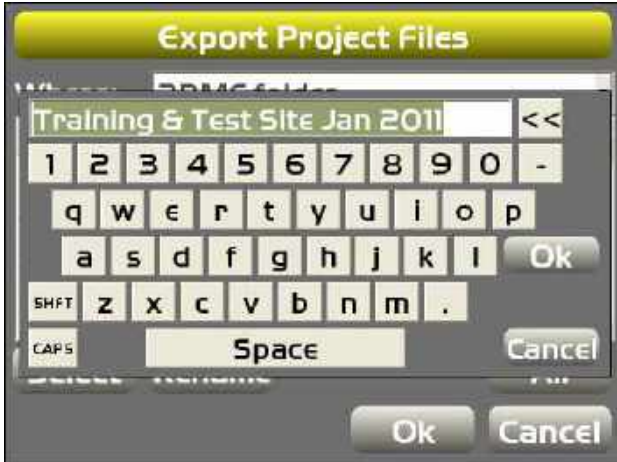 Export Project Files
Training & Test Site Jan 2011 <<
1 2 3 4 5 6 7 8 9 0 -
q w e r t y u i o p
a s d f g h j k l Ok
SHFT z x c v b n m .
CAPS Space Cancel
Ok Cancel